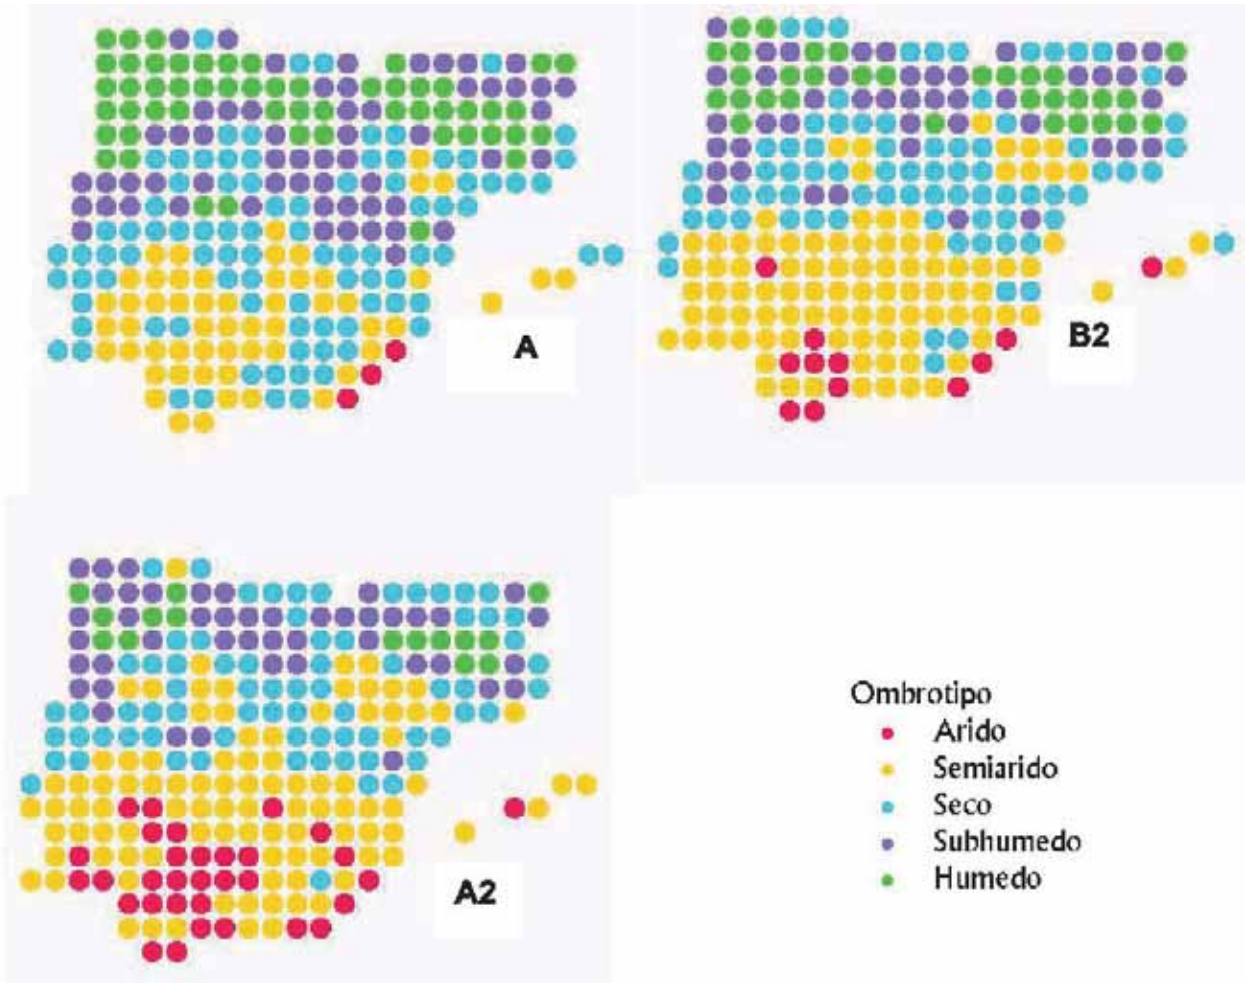 A
B2
A2
Ombrotipo
Arido
Semiarido
Seco
Subhumedo
Humedo